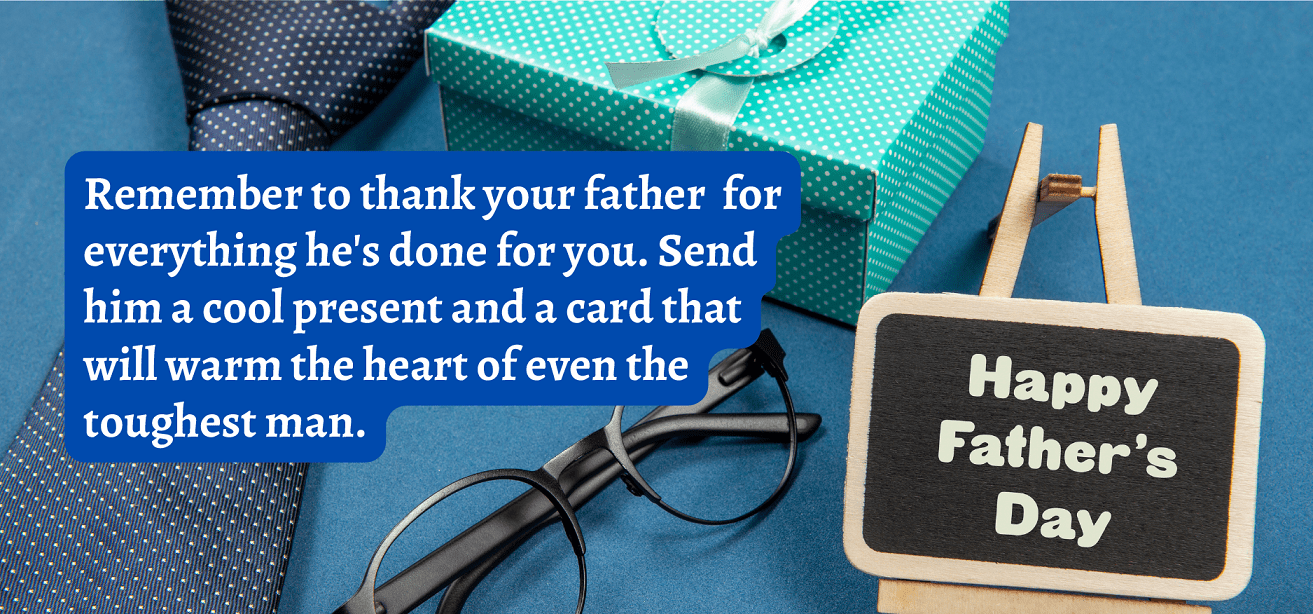 Remember to thank your father  for
everything he's done for you. Send
him a cool present and a card that
will warm the heart of even the
toughest man.
Happy
Father's
Day